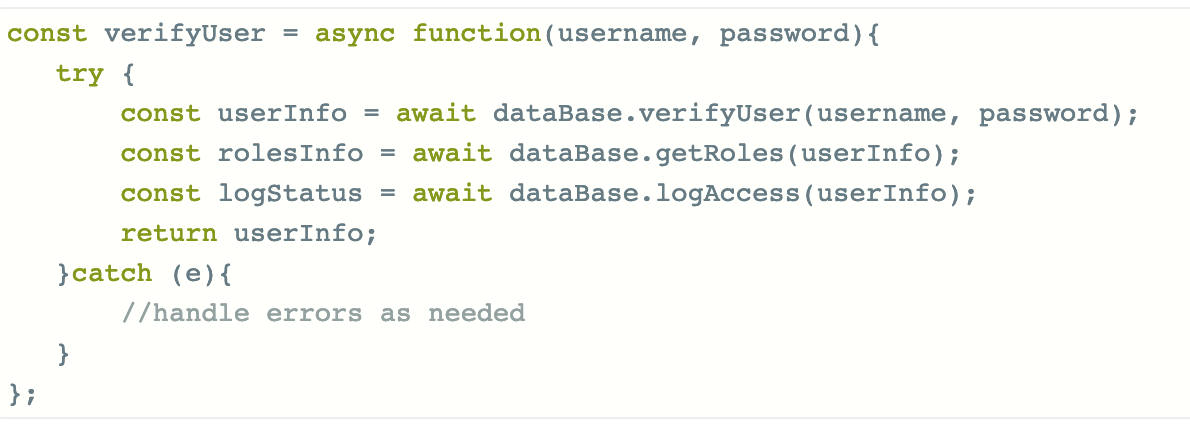 const verifyUser = async function(username, password){
   try {
       const userInfo = await dataBase.verifyUser(username, password);
       const rolesInfo = await dataBase.getRoles(userInfo);
       const logStatus = await dataBase.logAccess(userInfo);
       return userInfo;
   }catch (e){
       //handle errors as needed
   }
};